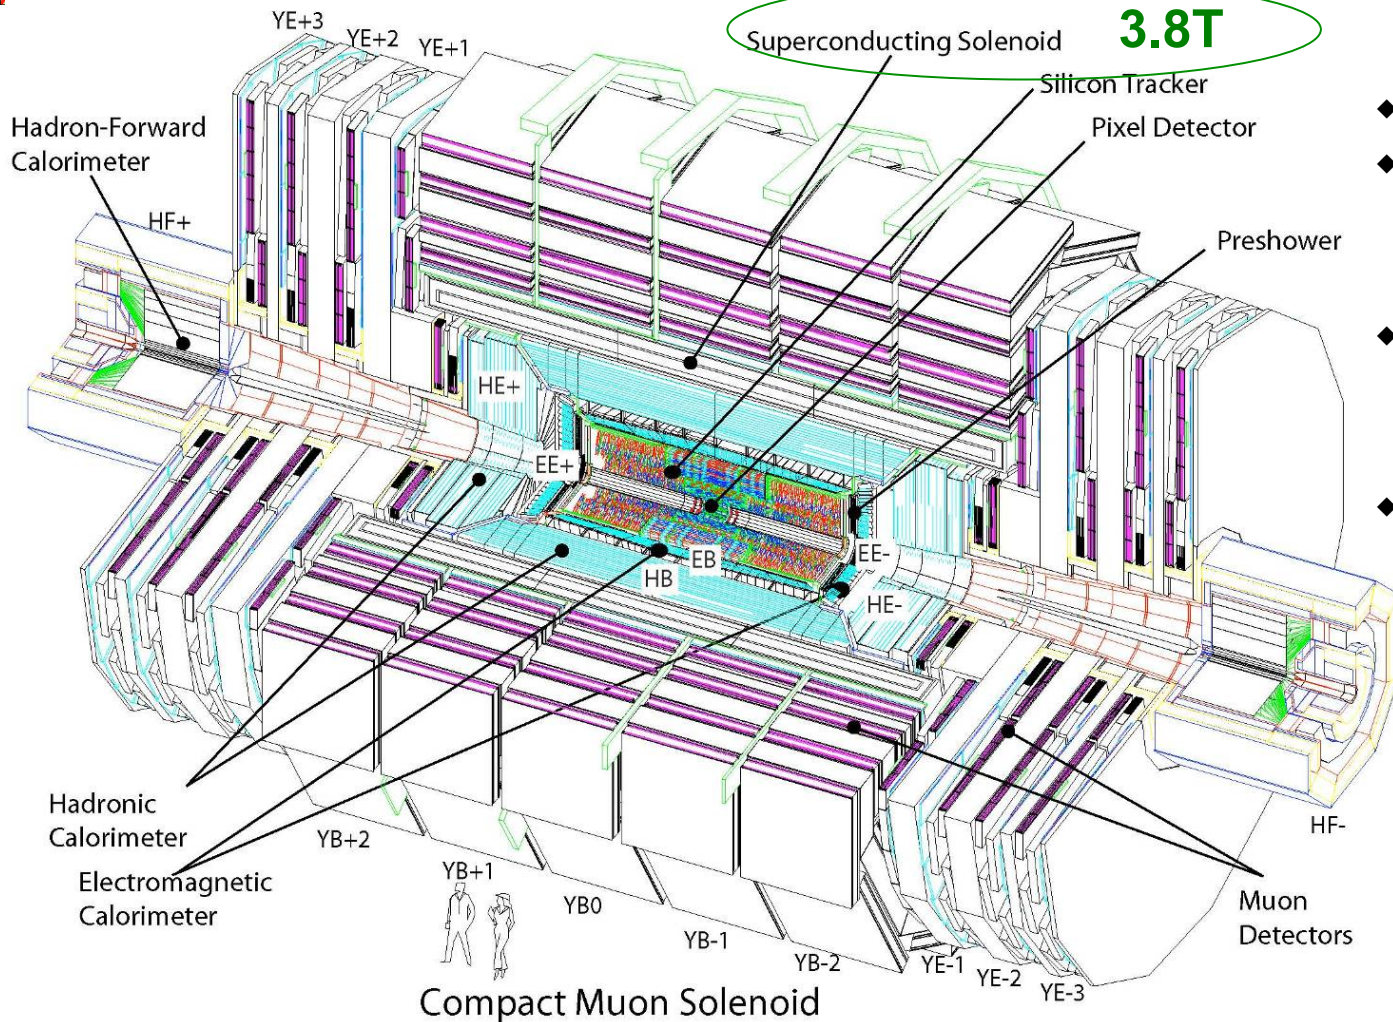 YE+3
YE+2
YE+1
Superconducting Solenoid 3.8T
Silicon Tracker
Pixel Detector
Hadron-Forward
Calorimeter
HF+
Preshower
HE+
EE+
EB
EE-
HB
HE-
Hadronic
Calorimeter
Electromagnetic
Calorimeter
YB+2
YB+1
YB0
YB-1
YB-2
YE-1
YE-2
YE-3
HF-
Muon
Detectors
Compact Muon Solenoid